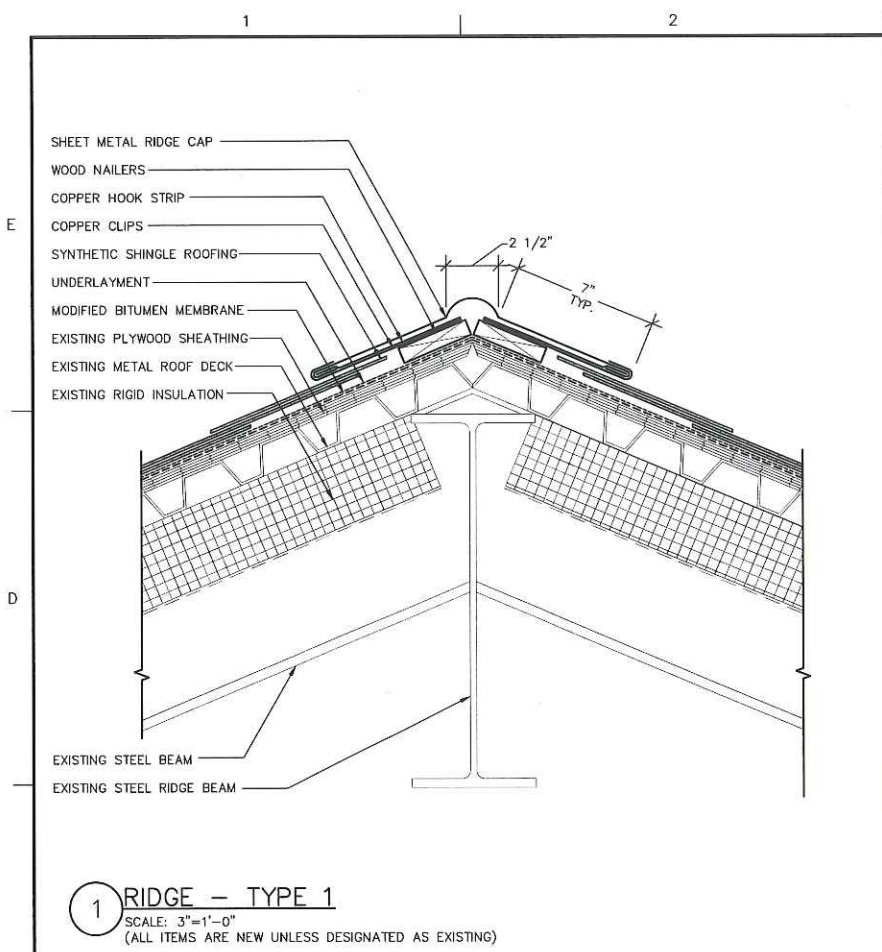 1
2
E
D
SHEET METAL RIDGE CAP
WOOD NAILERS
COPPER HOOK STRIP
COPPER CLIPS
SYNTHETIC SHINGLE ROOFING
UNDERLAYMENT
MODIFIED BITUMEN MEMBRANE
EXISTING PLYWOOD SHEATHING
EXISTING METAL ROOF DECK
EXISTING RIGID INSULATION
2 1/2"
7"
TYP.
EXISTING STEEL BEAM
EXISTING STEEL RIDGE BEAM
1
RIDGE – TYPE 1
SCALE: 3"=1'-0"
(ALL ITEMS ARE NEW UNLESS DESIGNATED AS EXISTING)